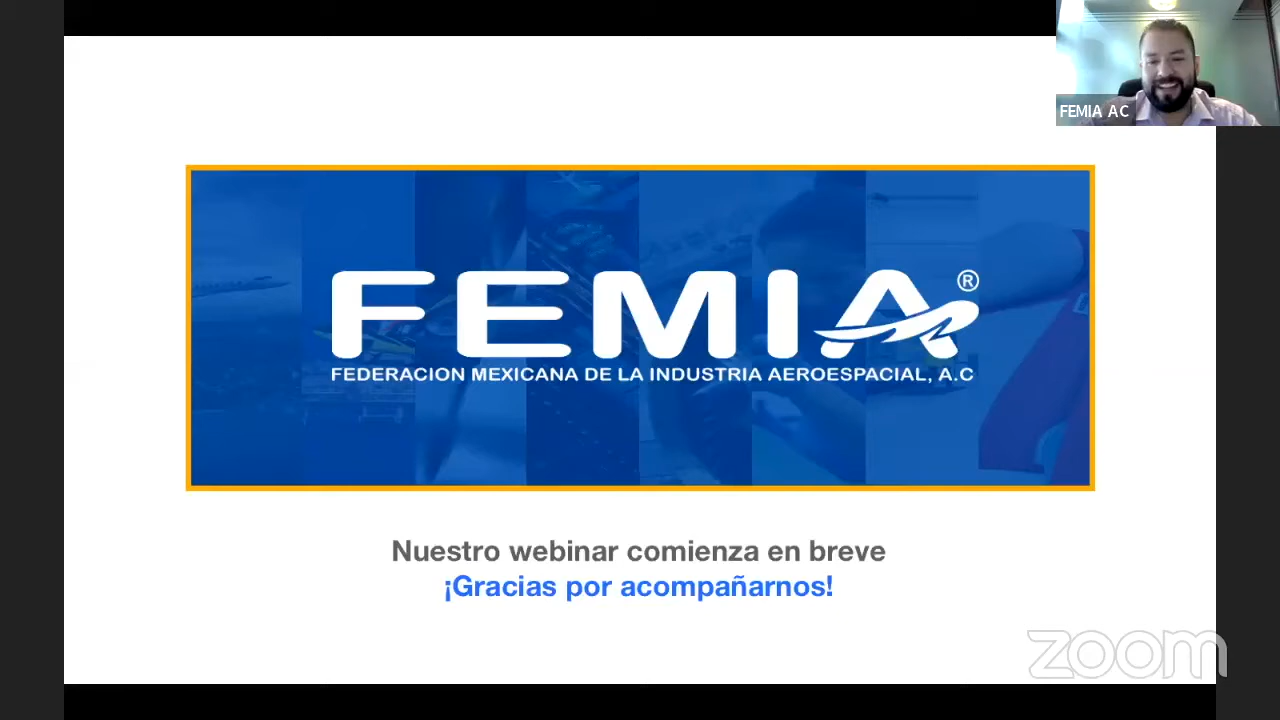 FEMIA AC
FEMIA®
FEDERACION MEXICANA DE LA INDUSTRIA AEROESPACIAL, A.C
Nuestro webinar comienza en breve
¡Gracias por acompañarnos!
zoom